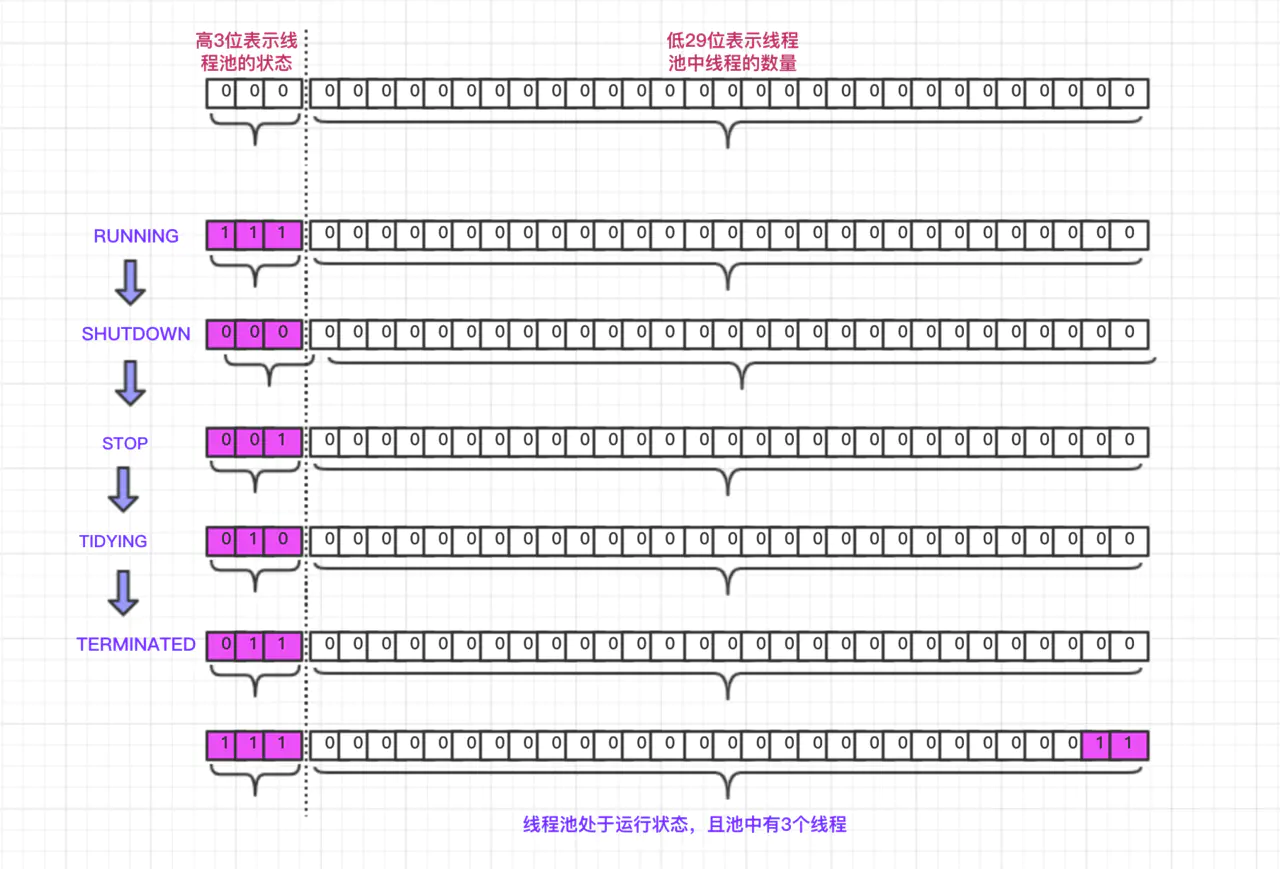 高3位表示线
程池的状态
低29位表示线程
池中线程的数量
0 0 0 0 0 0 0 0 0 0 0 0 0 0 0 0 0 0 0 0 0 0 0 0 0 0 0 0 0 0 0 0
RUNNING 1 1 1 0 0 0 0 0 0 0 0 0 0 0 0 0 0 0 0 0 0 0 0 0 0 0 0 0 0 0 0 0
SHUTDOWN 0 0 0 0 0 0 0 0 0 0 0 0 0 0 0 0 0 0 0 0 0 0 0 0 0 0 0 0 0 0 0 0
STOP 0 0 1 0 0 0 0 0 0 0 0 0 0 0 0 0 0 0 0 0 0 0 0 0 0 0 0 0 0 0 0 0
TIDYING 0 1 0 0 0 0 0 0 0 0 0 0 0 0 0 0 0 0 0 0 0 0 0 0 0 0 0 0 0 0 0 0
TERMINATED 0 1 1 0 0 0 0 0 0 0 0 0 0 0 0 0 0 0 0 0 0 0 0 0 0 0 0 0 0 0 0 0
1 1 1 0 0 0 0 0 0 0 0 0 0 0 0 0 0 0 0 0 0 0 0 0 0 0 0 0 0 0 1 1
线程池处于运行状态，且池中有3个线程